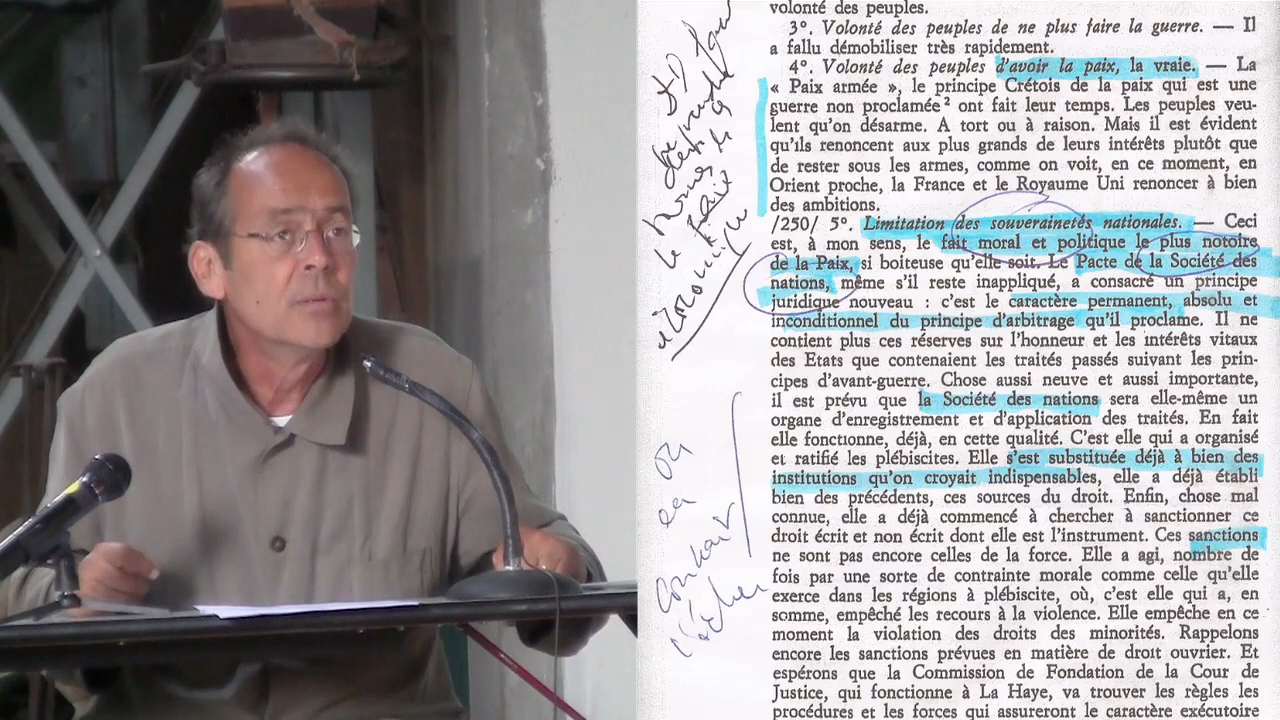 volonté des peuples.
3°. Volonté des peuples de ne plus faire la guerre. — Il
a fallu démobiliser très rapidement.
4°. Volonté des peuples d'avoir la paix, la vraie. — La
« Paix armée », le principe Crétois de la paix qui est une
guerre non proclamée² ont fait leur temps. Les peuples veu-
lent qu'on désarme. A tort ou à raison. Mais il est évident
qu'ils renoncent aux plus grands de leurs intérêts plutôt que
de rester sous les armes, comme on voit, en ce moment, en
Orient proche, la France et le Royaume Uni renoncer à bien
des ambitions.
/250/ 5°. Limitation des souverainetés nationales. — Ceci
est, à mon sens, le fait moral et politique le plus notoire
de la Paix, si boiteuse qu'elle soit. Le Pacte de la Société des
nations, même s'il reste inappliqué, a consacré un principe
juridique nouveau : c'est le caractère permanent, absolu et
inconditionnel du principe d'arbitrage qu'il proclame. Il ne
contient plus ces réserves sur l'honneur et les intérêts vitaux
des Etats que contenaient les traités passés suivant les prin-
cipes d'avant-guerre. Chose aussi neuve et aussi importante,
il est prévu que la Société des nations sera elle-même un
organe d'enregistrement et d'application des traités. En fait
elle fonctionne, déjà, en cette qualité. C'est elle qui a organisé
et ratifié les plébiscites. Elle s'est substituée déjà à bien des
institutions qu'on croyait indispensables, elle a déjà établi
bien des précédents, ces sources du droit. Enfin, chose mal
connue, elle a déjà commencé à chercher à sanctionner ce
droit écrit et non écrit dont elle est l'instrument. Ces sanctions
ne sont pas encore celles de la force. Elle a agi, nombre de
fois par une sorte de contrainte morale comme celle qu'elle
exerce dans les régions à plébiscite, où, c'est elle qui a, en
somme, empêché les recours à la violence. Elle empêche en ce
moment la violation des droits des minorités. Rappelons
encore les sanctions prévues en matière de droit ouvrier. Et
espérons que la Commission de Fondation de la Cour de
Justice, qui fonctionne à La Haye, va trouver les règles les
procédures et les forces qui assureront le caractère exécutoire
on
en
connait
l'échec